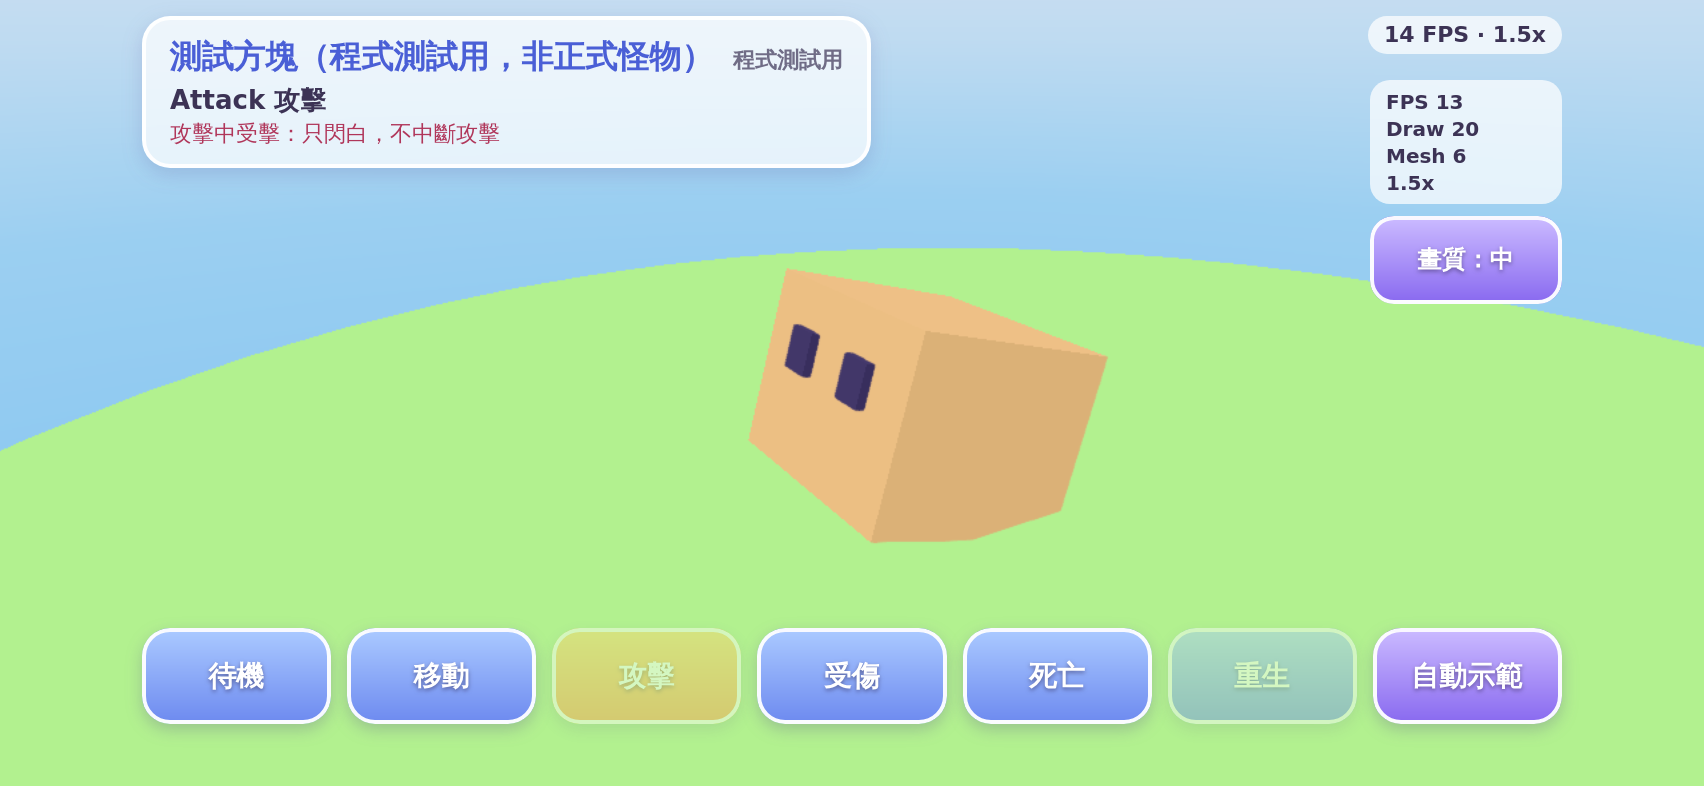 測試方塊（程式測試用，非正式怪物） 程式測試用
Attack 攻擊
攻擊中受擊：只閃白，不中斷攻擊
14 FPS · 1.5x
FPS 13
Draw 20
Mesh 6
1.5x
畫質：中
待機
移動
攻擊
受傷
死亡
重生
自動示範